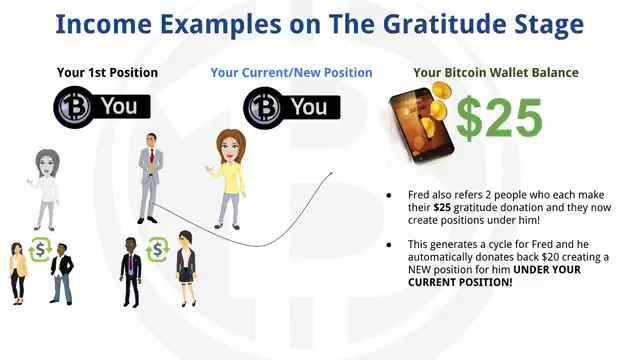 Income Examples on The Gratitude Stage
Your 1st Position
Your Current/New Position
Your Bitcoin Wallet Balance
You
You
$25
● Fred also refers 2 people who each make
their $25 gratitude donation and they now
create positions under him!
● This generates a cycle for Fred and he
automatically donates back $20 creating a
NEW position for him UNDER YOUR
CURRENT POSITION!
$
$